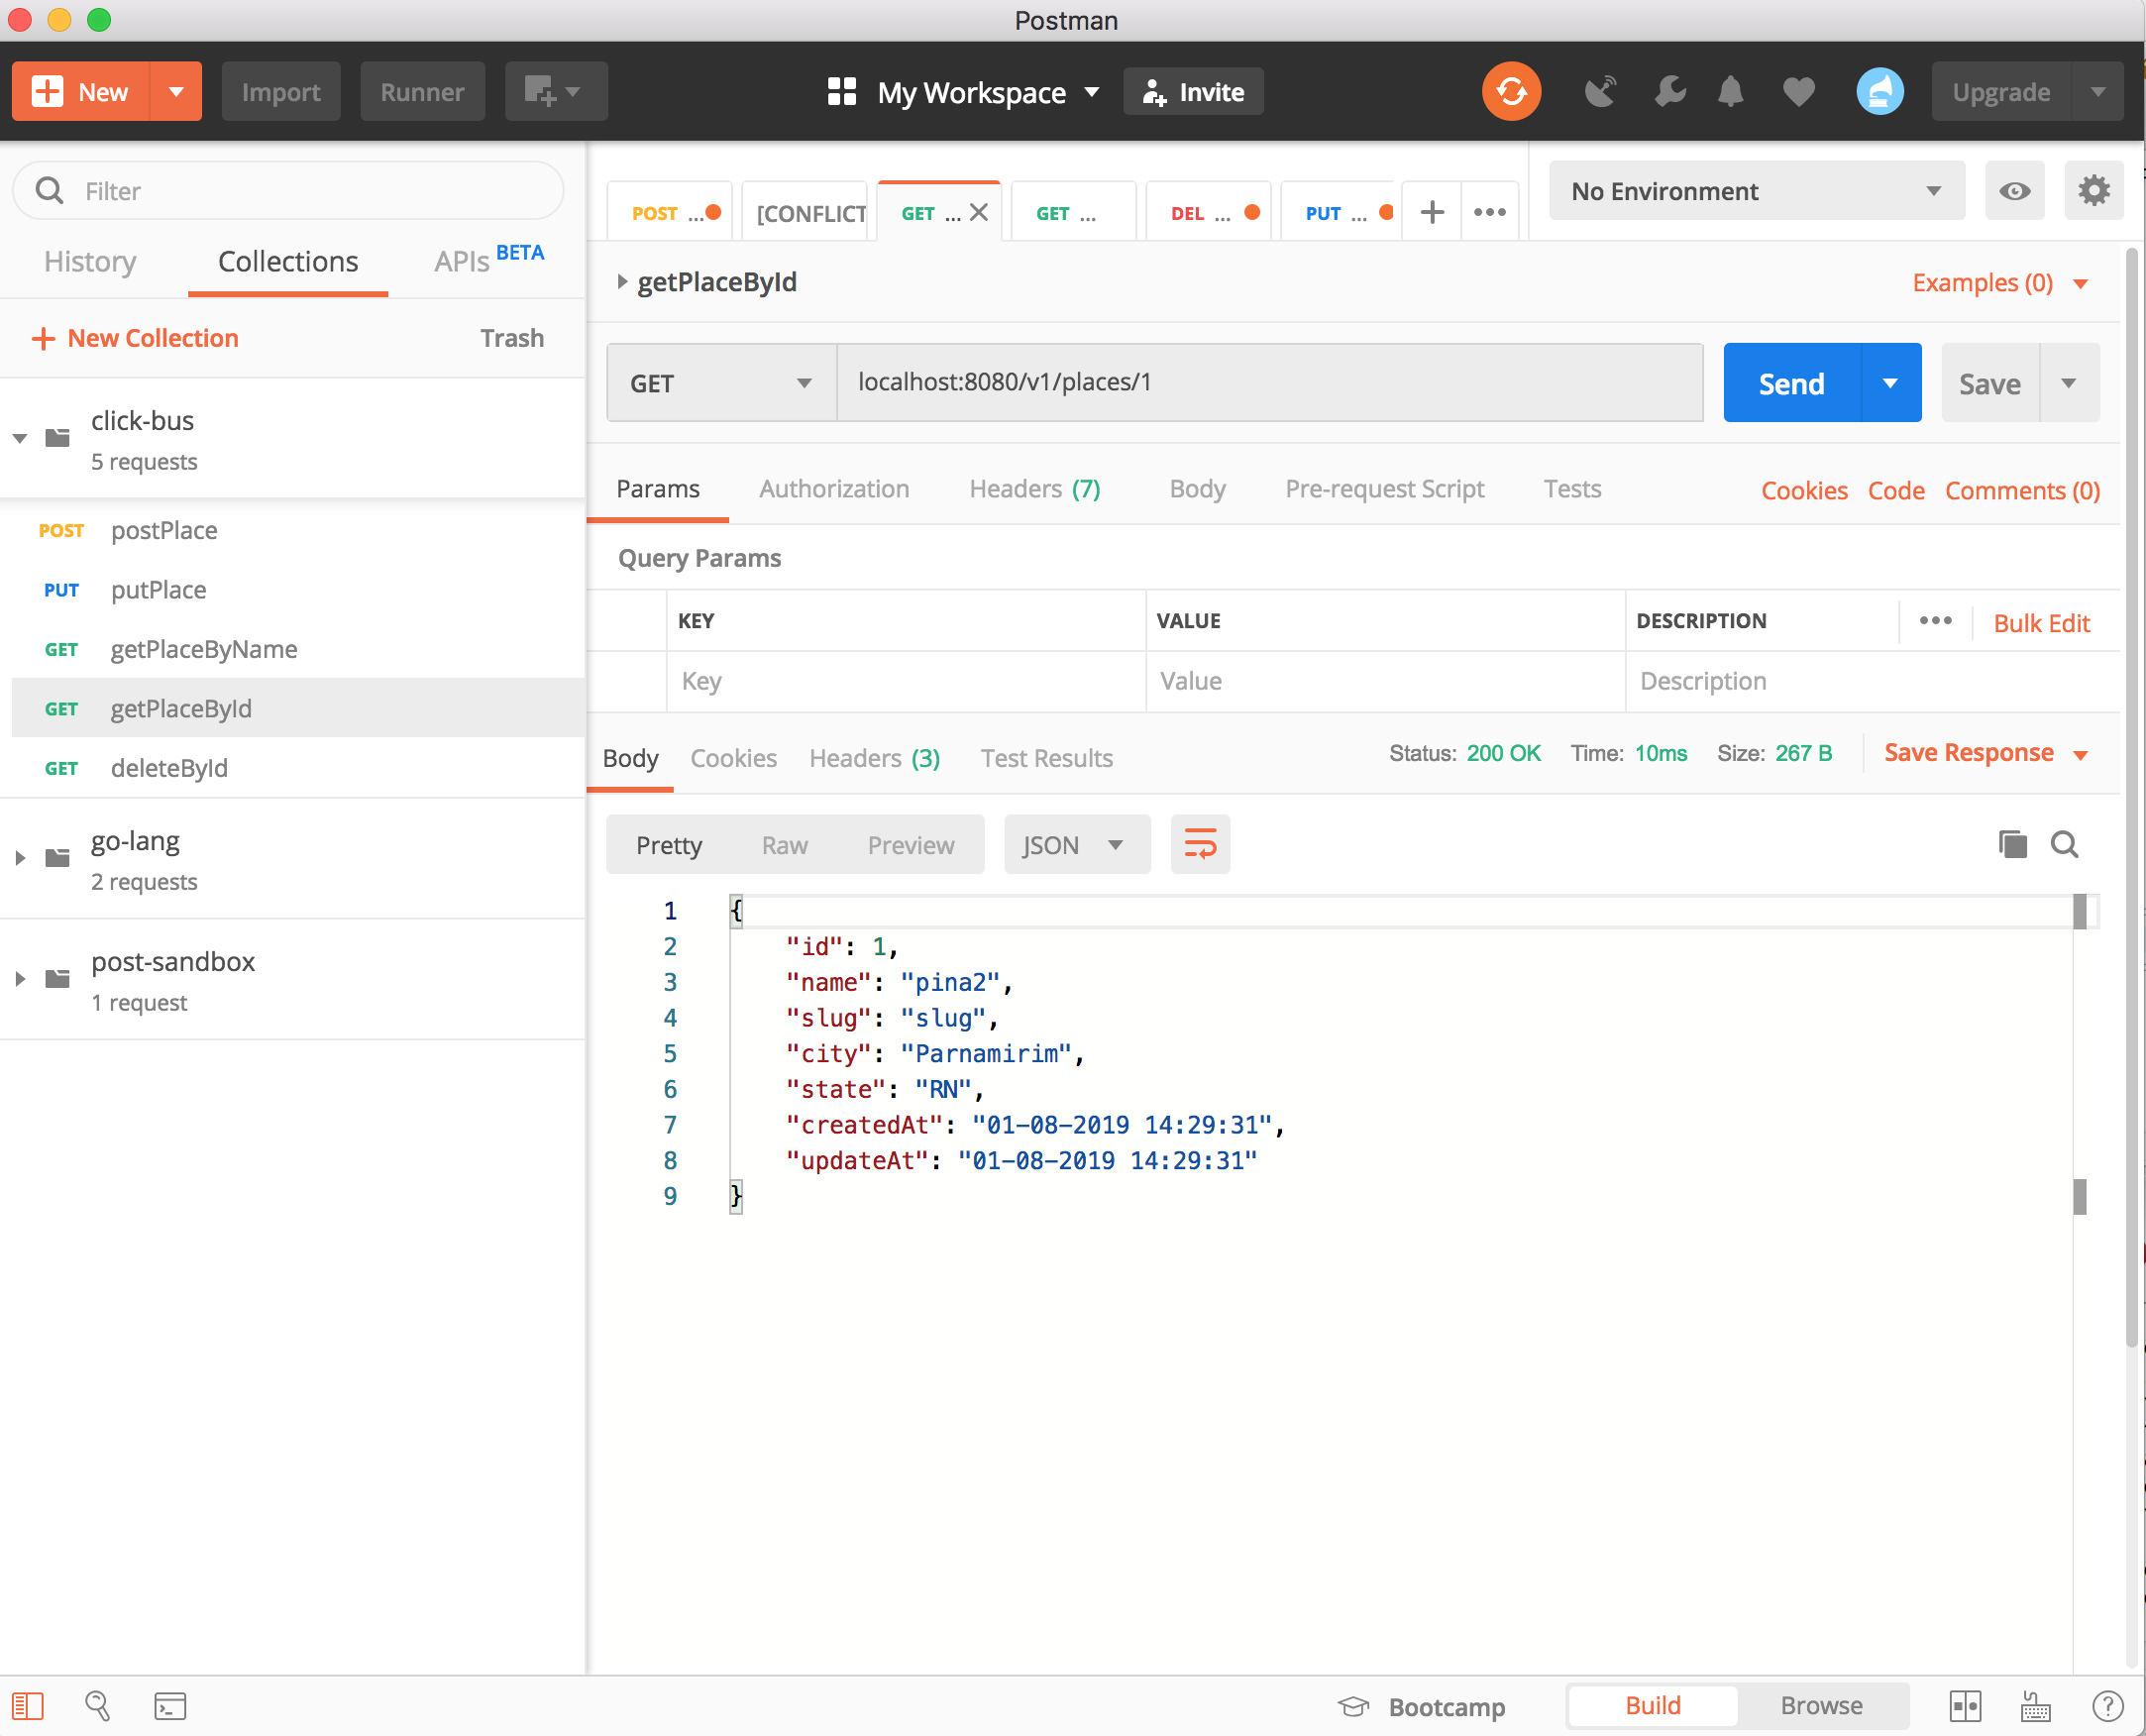 Postman
New
Import
Runner
My Workspace
Invite
Upgrade
Filter
History
Collections
APIs BETA
New Collection
Trash
click-bus
5 requests
POST postPlace
PUT putPlace
GET getPlaceByName
GET getPlaceById
GET deleteById
go-lang
2 requests
post-sandbox
1 request
POST ...
[CONFLICT
GET ...
GET ...
DEL ...
PUT ...
No Environment
getPlaceById
Examples (0)
GET
localhost:8080/v1/places/1
Send
Save
Params
Authorization
Headers (7)
Body
Pre-request Script
Tests
Cookies
Code
Comments (0)
Query Params
KEY
VALUE
DESCRIPTION
Bulk Edit
Key
Value
Description
Body
Cookies
Headers (3)
Test Results
Status: 200 OK
Time: 10ms
Size: 267 B
Save Response
Pretty
Raw
Preview
JSON
1 {
2 "id": 1,
3 "name": "pina2",
4 "slug": "slug",
5 "city": "Parnamirim",
6 "state": "RN",
7 "createdAt": "01-08-2019 14:29:31",
8 "updateAt": "01-08-2019 14:29:31"
9 }
Bootcamp
Build
Browse